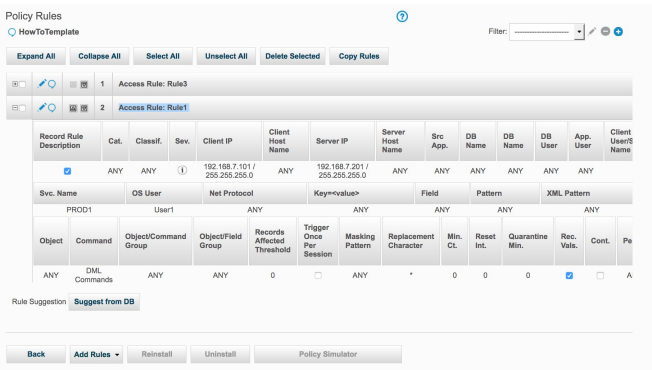 Policy Rules
HowToTemplate
Filter: --------------------
Expand All Collapse All Select All Unselect All Delete Selected Copy Rules
1 Access Rule: Rule3
2 Access Rule: Rule1
Record Rule Description Cat. Classif. Sev. Client IP Client Host Name Server IP Server Host Name Src App. DB Name DB Name DB User App. User Client User/S Name
ANY ANY 192.168.7.101 / 255.255.255.0 ANY 192.168.7.201 / 255.255.255.0 ANY ANY ANY ANY ANY ANY
Svc. Name OS User Net Protocol Key=<value> Field Pattern XML Pattern
PROD1 User1 ANY ANY ANY ANY ANY
Object Command Object/Command Group Object/Field Group Records Affected Threshold Trigger Once Per Session Masking Pattern Replacement Character Min. Ct. Reset Int. Quarantine Min. Rec. Vals. Cont. Pe
ANY DML Commands ANY ANY 0 ANY * 0 0 0 A
Rule Suggestion Suggest from DB
Back Add Rules Reinstall Uninstall Policy Simulator